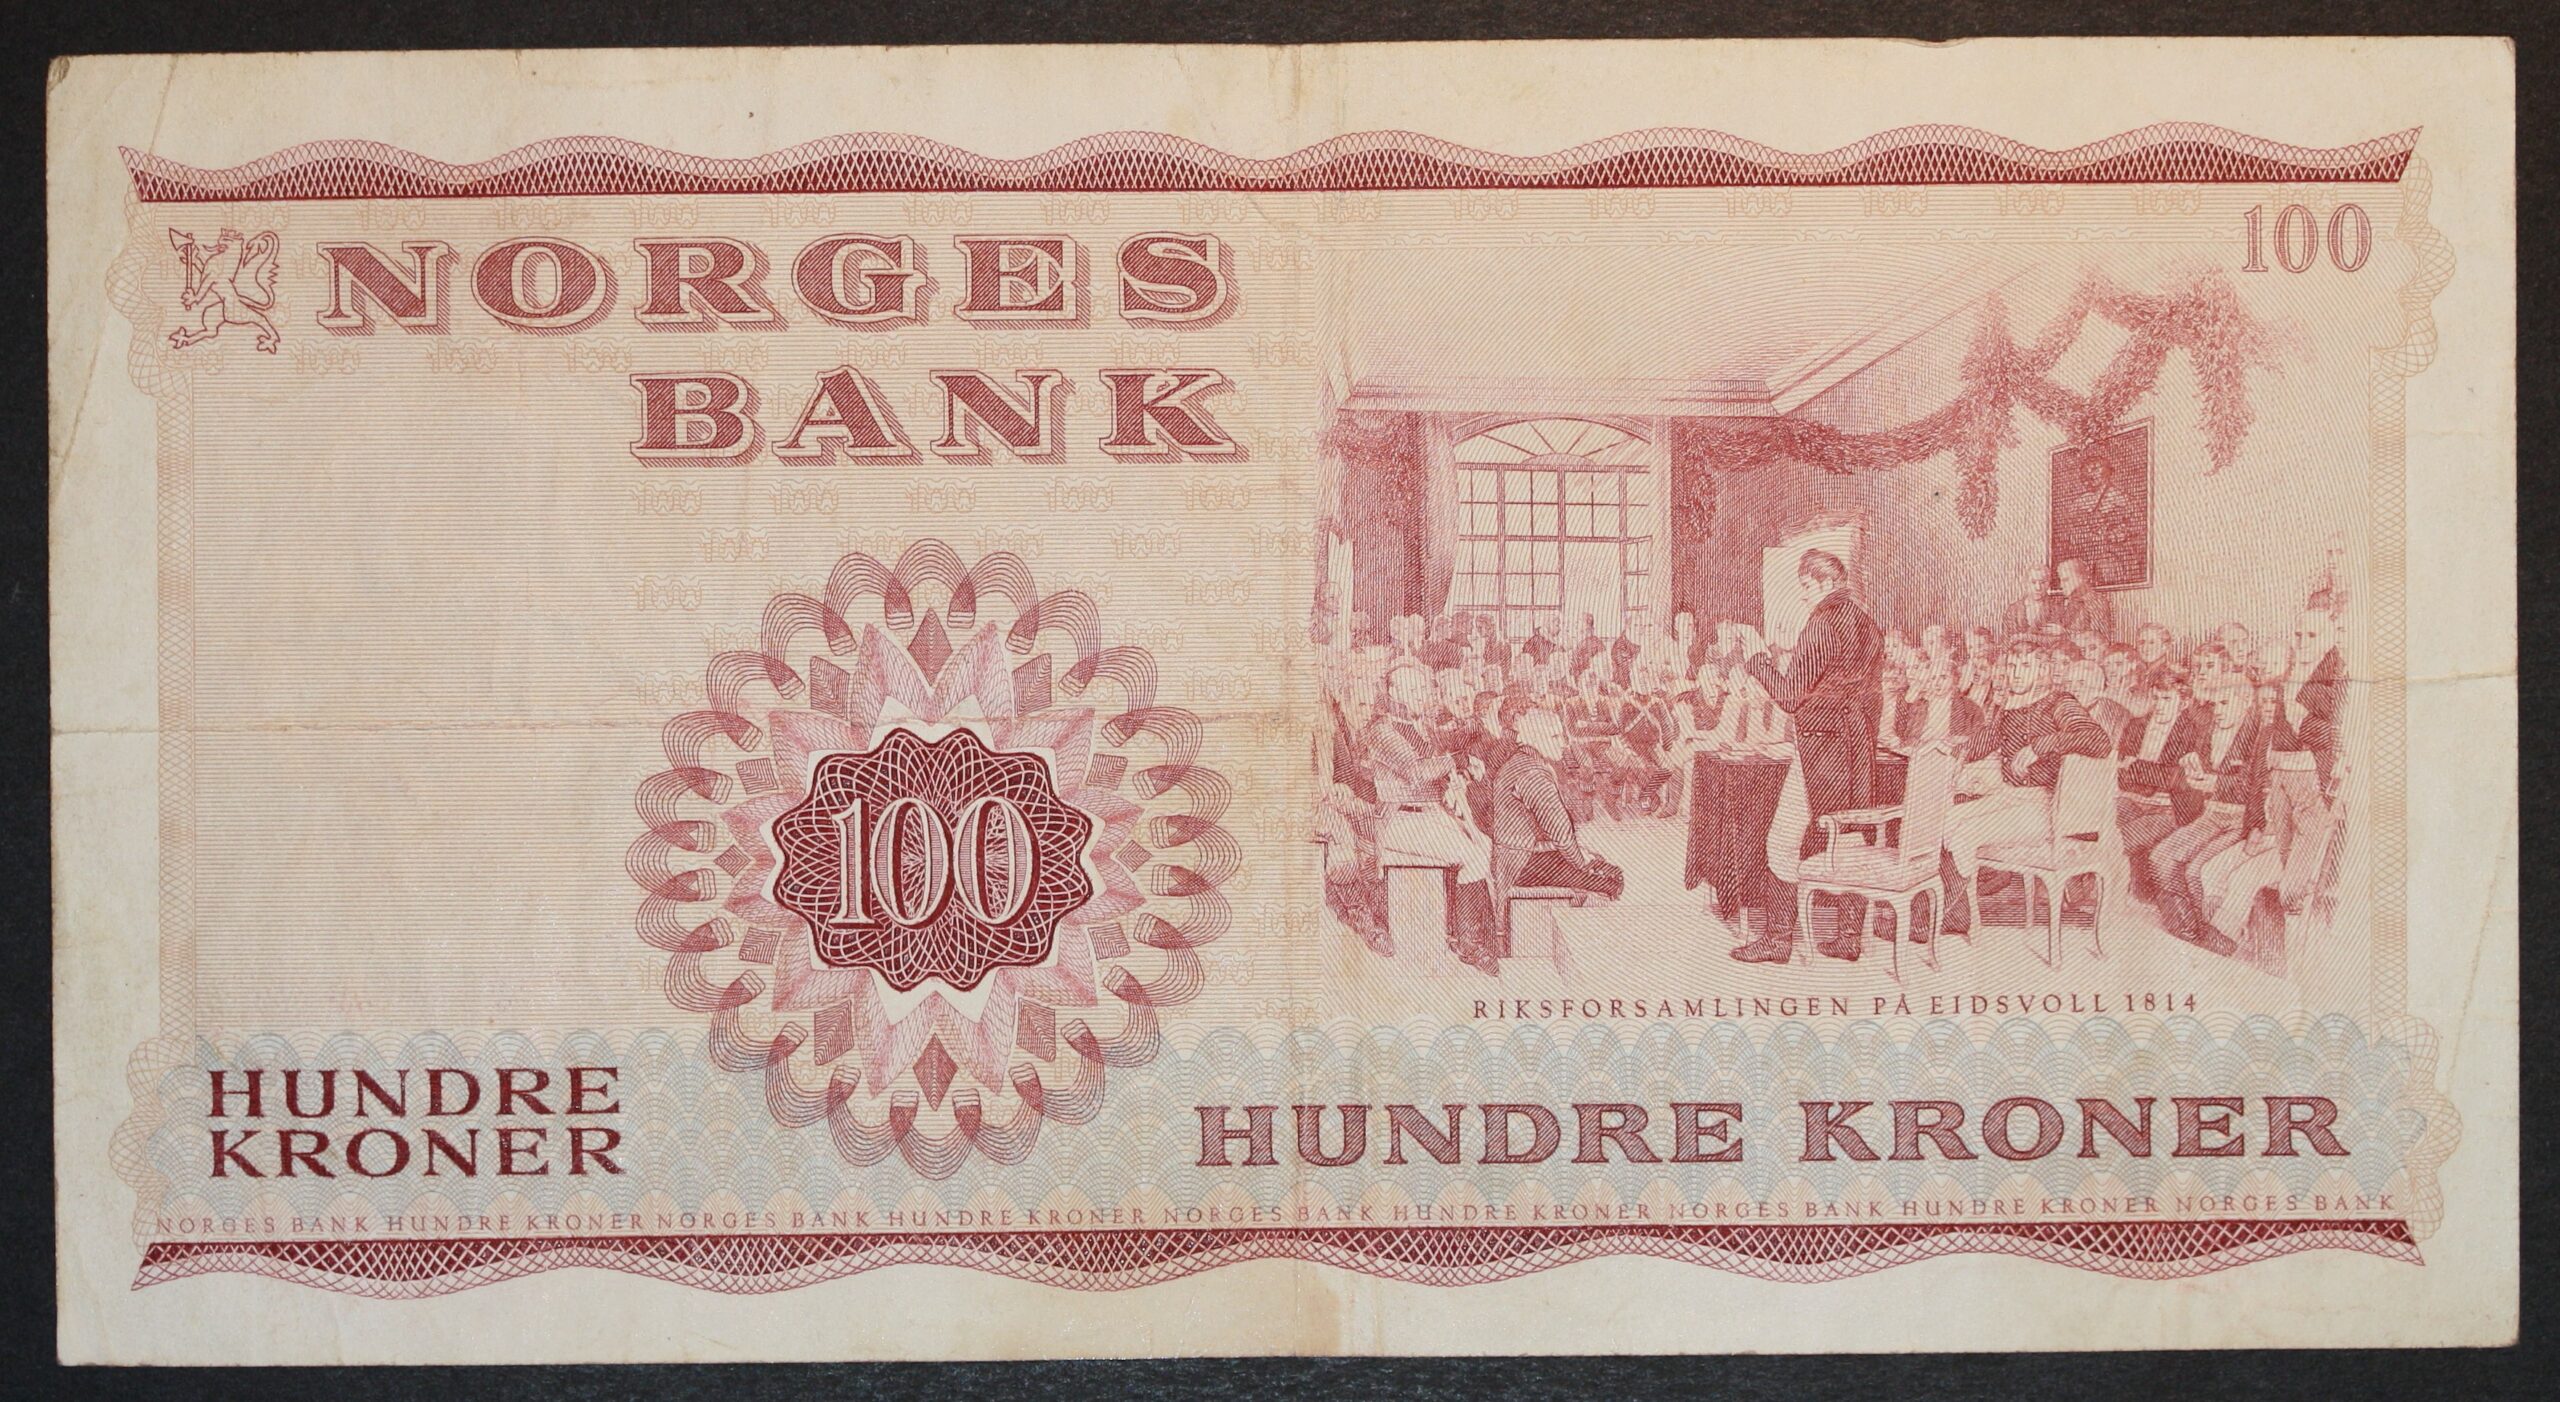 NORGES
BANK
100
100
RIKSFORSAMLINGEN PÅ EIDSVOLL 1814
HUNDRE
KRONER
HUNDRE KRONER
NORGES BANK HUNDRE KRONER NORGES BANK HUNDRE KRONER NORGES BANK HUNDRE KRONER NORGES BANK HUNDRE KRONER NORGES BANK